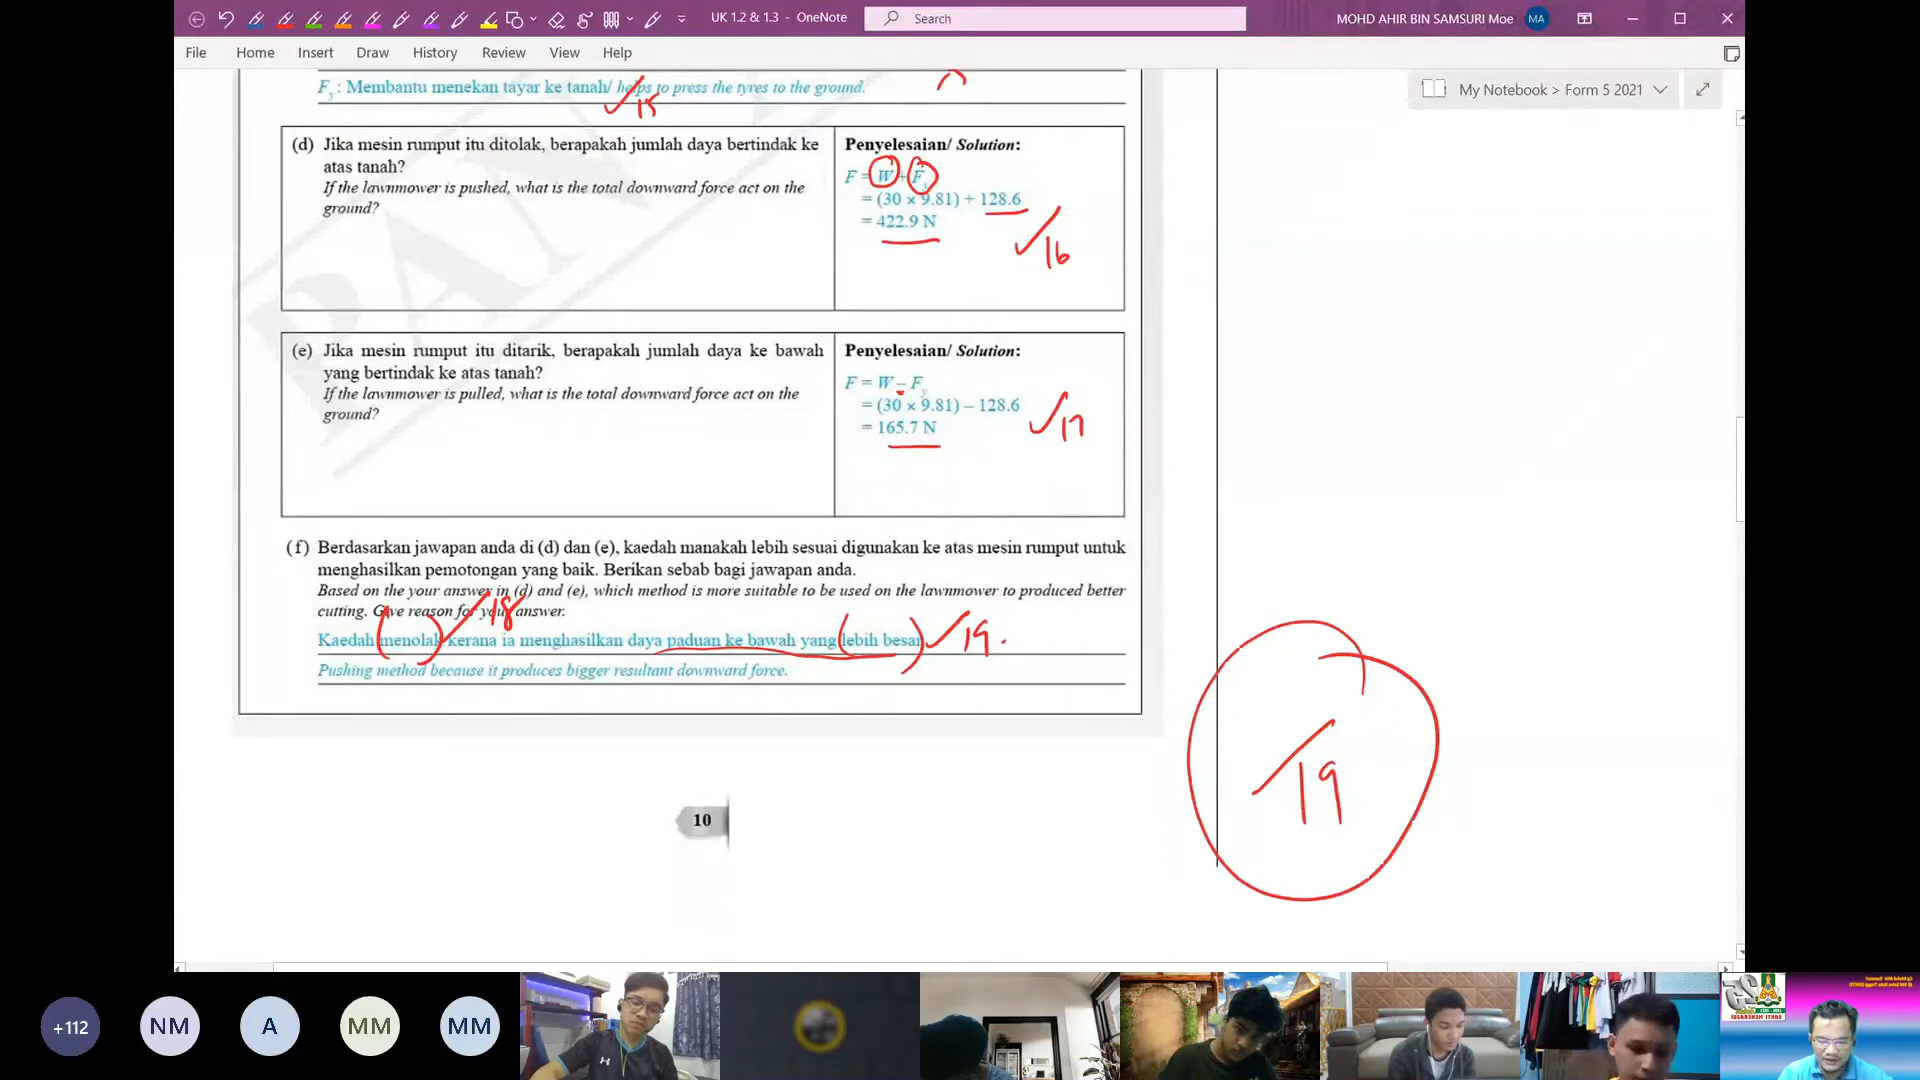 UK 1.2 & 1.3 - OneNote
Search
MOHD AHIR BIN SAMSURI Moe
MA
File Home Insert Draw History Review View Help
My Notebook > Form 5 2021
Fy : Membantu menekan tayar ke tanah/ helps to press the tyres to the ground.
15
(d) Jika mesin rumput itu ditolak, berapakah jumlah daya bertindak ke
atas tanah?
If the lawnmower is pushed, what is the total downward force act on the
ground?
Penyelesaian/ Solution:
F = W + Fy
= (30 × 9.81) + 128.6
= 422.9 N
16
(e) Jika mesin rumput itu ditarik, berapakah jumlah daya ke bawah
yang bertindak ke atas tanah?
If the lawnmower is pulled, what is the total downward force act on the
ground?
Penyelesaian/ Solution:
F = W – Fy
= (30 × 9.81) – 128.6
= 165.7 N
17
(f) Berdasarkan jawapan anda di (d) dan (e), kaedah manakah lebih sesuai digunakan ke atas mesin rumput untuk
menghasilkan pemotongan yang baik. Berikan sebab bagi jawapan anda.
Based on the your answer in (d) and (e), which method is more suitable to be used on the lawnmower to produced better
cutting. Give reason for your answer.
18
Kaedah menolak kerana ia menghasilkan daya paduan ke bawah yang lebih besar
19.
Pushing method because it produces bigger resultant downward force.
/19
10
+112
NM
A
MM
MM